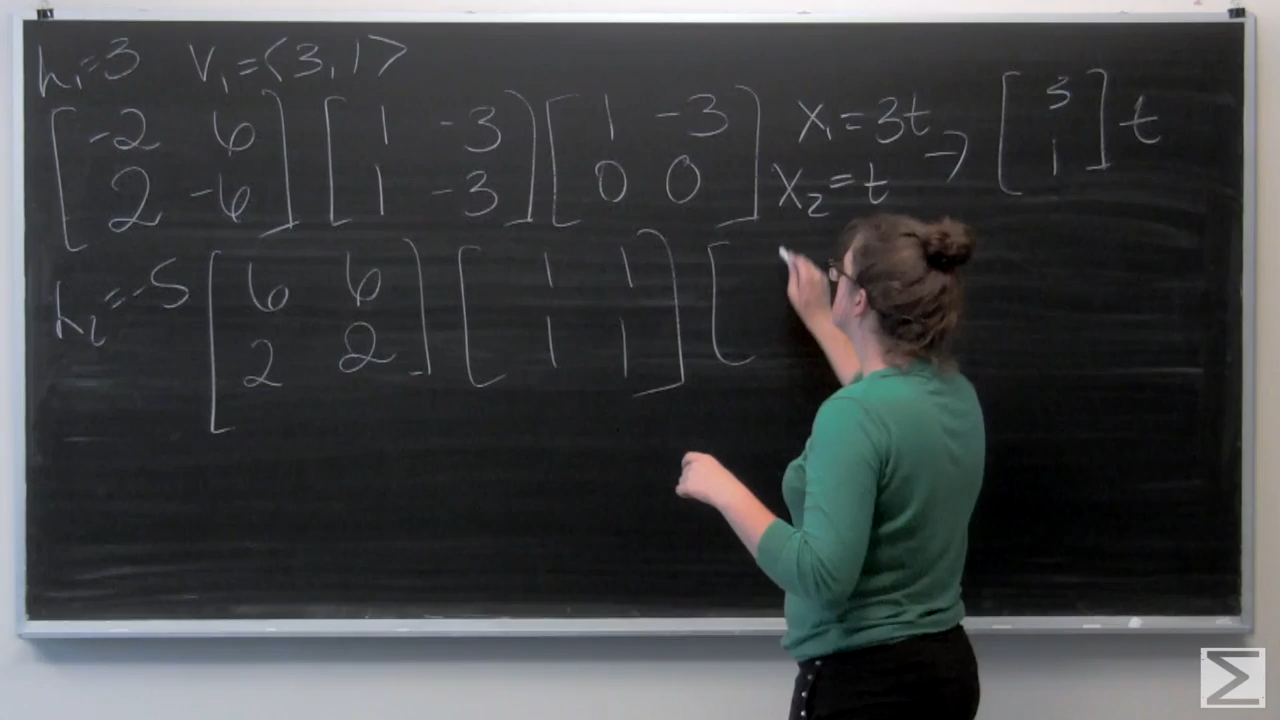 λ₁=3 V₁=<3,1>
[-2 6] [1 -3] [1 -3] x₁=3t → [3] t
[2 -6] [1 -3] [0 0] x₂=t [1]
λ₂=-5 [6 6] [1 1] [
[2 2] [1 1]
Σ